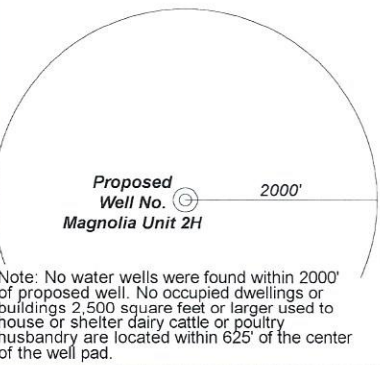 Proposed
Well No.
Magnolia Unit 2H
2000'
Note: No water wells were found within 2000'
of proposed well. No occupied dwellings or
buildings 2,500 square feet or larger used to
house or shelter dairy cattle or poultry
husbandry are located within 625' of the center
of the well pad.